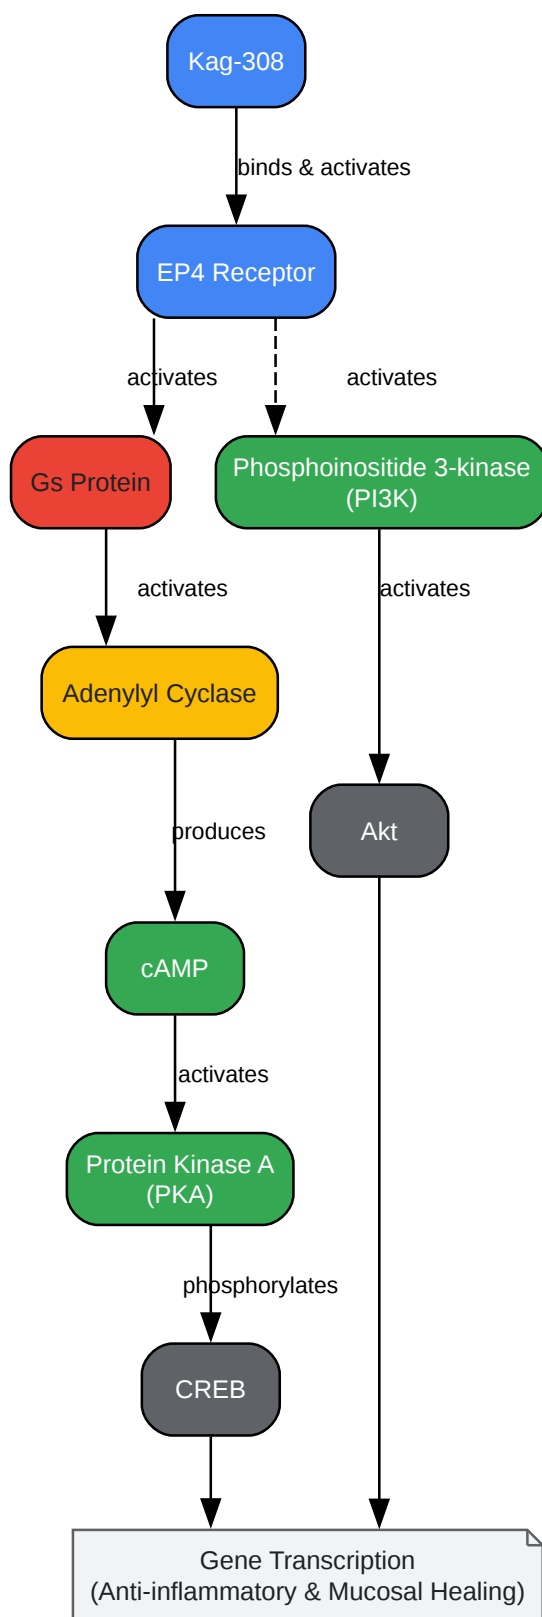 Kag-308
binds & activates
EP4 Receptor
activates
activates
Gs Protein
Phosphoinositide 3-kinase
(PI3K)
activates
activates
Adenylyl Cyclase
produces
Akt
cAMP
activates
Protein Kinase A
(PKA)
phosphorylates
CREB
Gene Transcription
(Anti-inflammatory & Mucosal Healing)